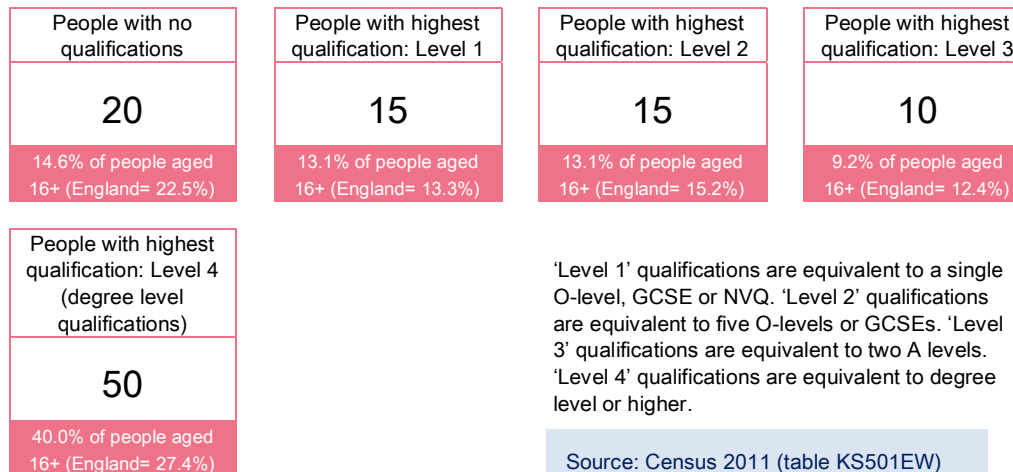 People with no
qualifications
20
14.6% of people aged
16+ (England= 22.5%)
People with highest
qualification: Level 1
15
13.1% of people aged
16+ (England= 13.3%)
People with highest
qualification: Level 2
15
13.1% of people aged
16+ (England= 15.2%)
People with highest
qualification: Level 3
10
9.2% of people aged
16+ (England= 12.4%)
People with highest
qualification: Level 4
(degree level
qualifications)
50
40.0% of people aged
16+ (England= 27.4%)
‘Level 1’ qualifications are equivalent to a single
O-level, GCSE or NVQ. ‘Level 2’ qualifications
are equivalent to five O-levels or GCSEs. ‘Level
3’ qualifications are equivalent to two A levels.
‘Level 4’ qualifications are equivalent to degree
level or higher.
Source: Census 2011 (table KS501EW)